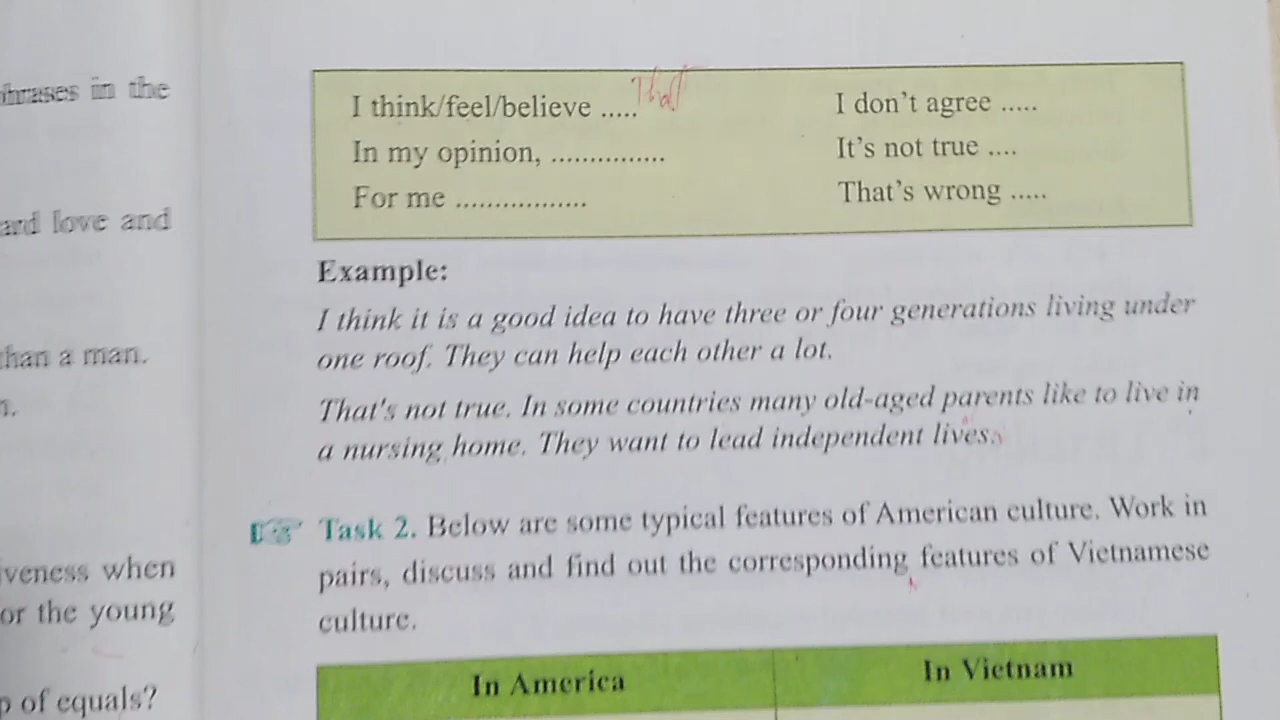 phrases in the
ard love and
than a man.
n.
iveness when
or the young
p of equals?
I think/feel/believe ..... That
In my opinion, ...............
For me .................
I don't agree .....
It's not true ....
That's wrong .....
Example:
I think it is a good idea to have three or four generations living under
one roof. They can help each other a lot.
That's not true. In some countries many old-aged parents like to live in
a nursing home. They want to lead independent lives.
Task 2. Below are some typical features of American culture. Work in
pairs, discuss and find out the corresponding features of Vietnamese
culture.
In America
In Vietnam